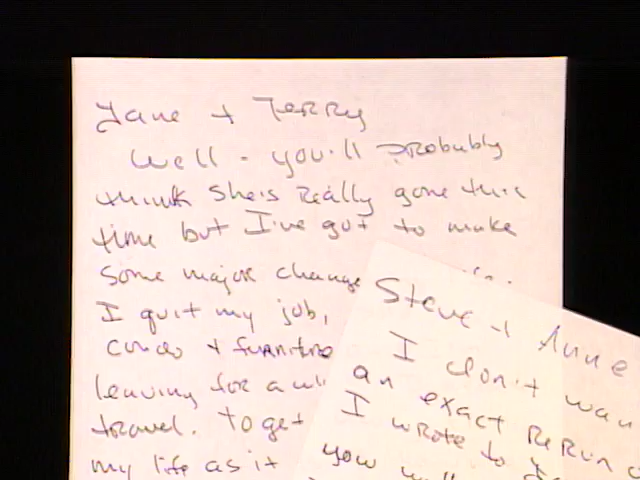 Jane + Terry
Well - you'll probably
think she's Really gone this
time but I've got to make
some major change
I quit my job,
condo + furniture
leaving for a
travel. To get
my life as it
Steve + Anne
I don't wan
an exact ReRun o
I wrote to
you